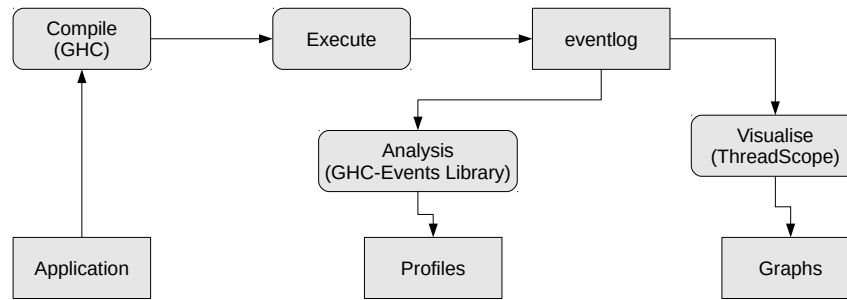 Compile
(GHC)
Execute
eventlog
Analysis
(GHC-Events Library)
Visualise
(ThreadScope)
Application
Profiles
Graphs